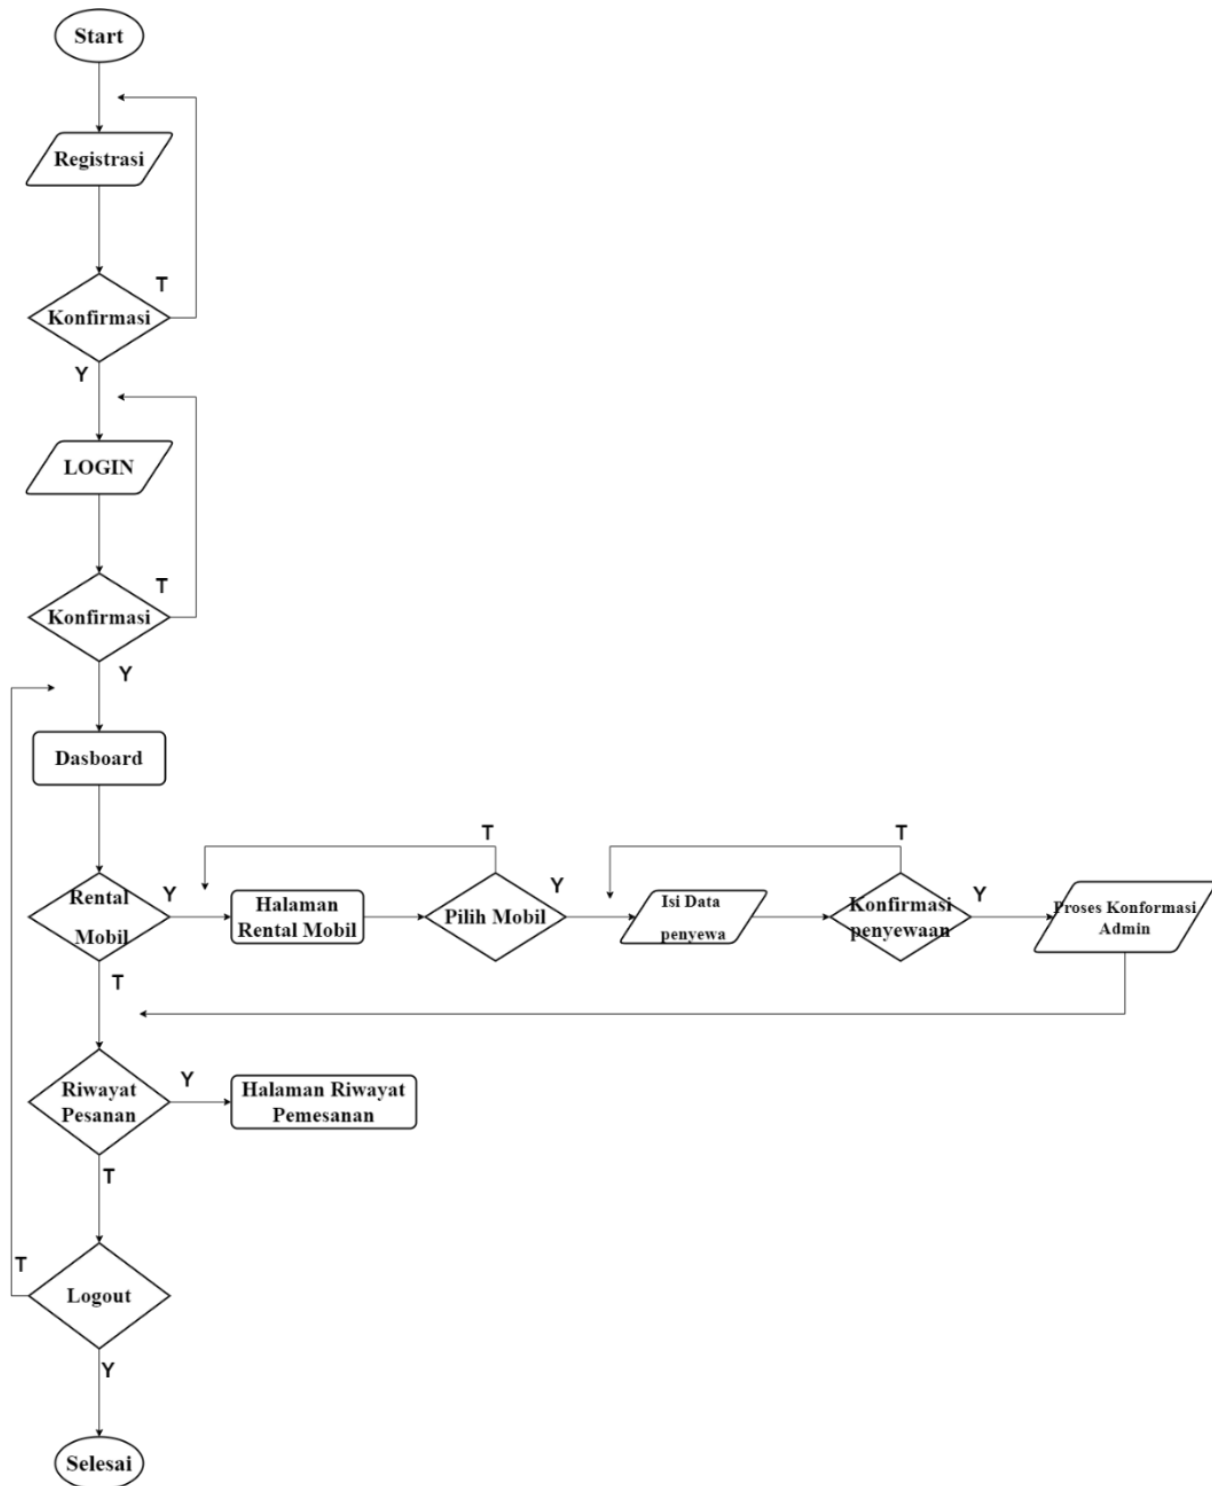 Start
Registrasi
T
Konfirmasi
Y
LOGIN
T
Konfirmasi
Y
Dasboard
T
T
Rental
Mobil
Y
Halaman
Rental Mobil
Pilih Mobil
Y
Isi Data
penyewa
Konfirmasi
penyewaan
Y
Proses Konformasi
Admin
T
Riwayat
Pesanan
Y
Halaman Riwayat
Pemesanan
T
T
Logout
Y
Selesai